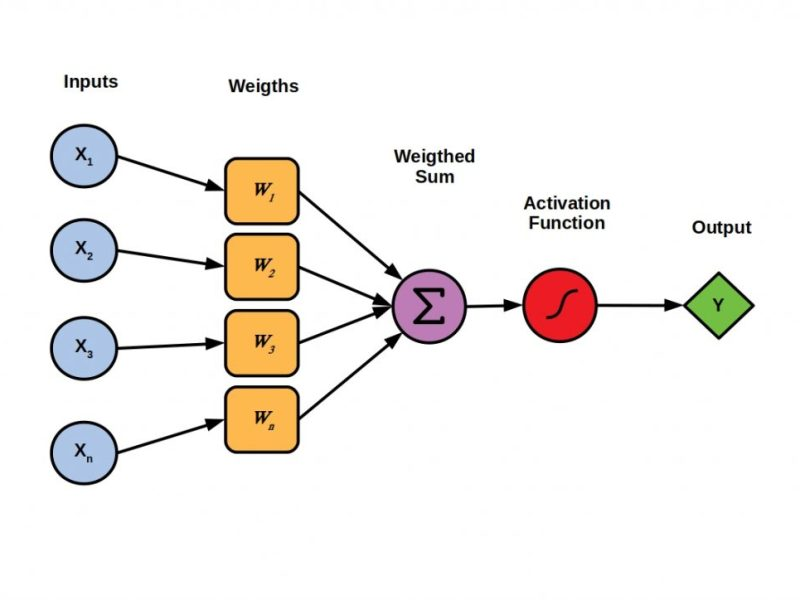 Inputs
Weigths
Weigthed
Sum
Activation
Function
Output
X1
X2
X3
Xn
W1
W2
W3
Wn
Σ
Y